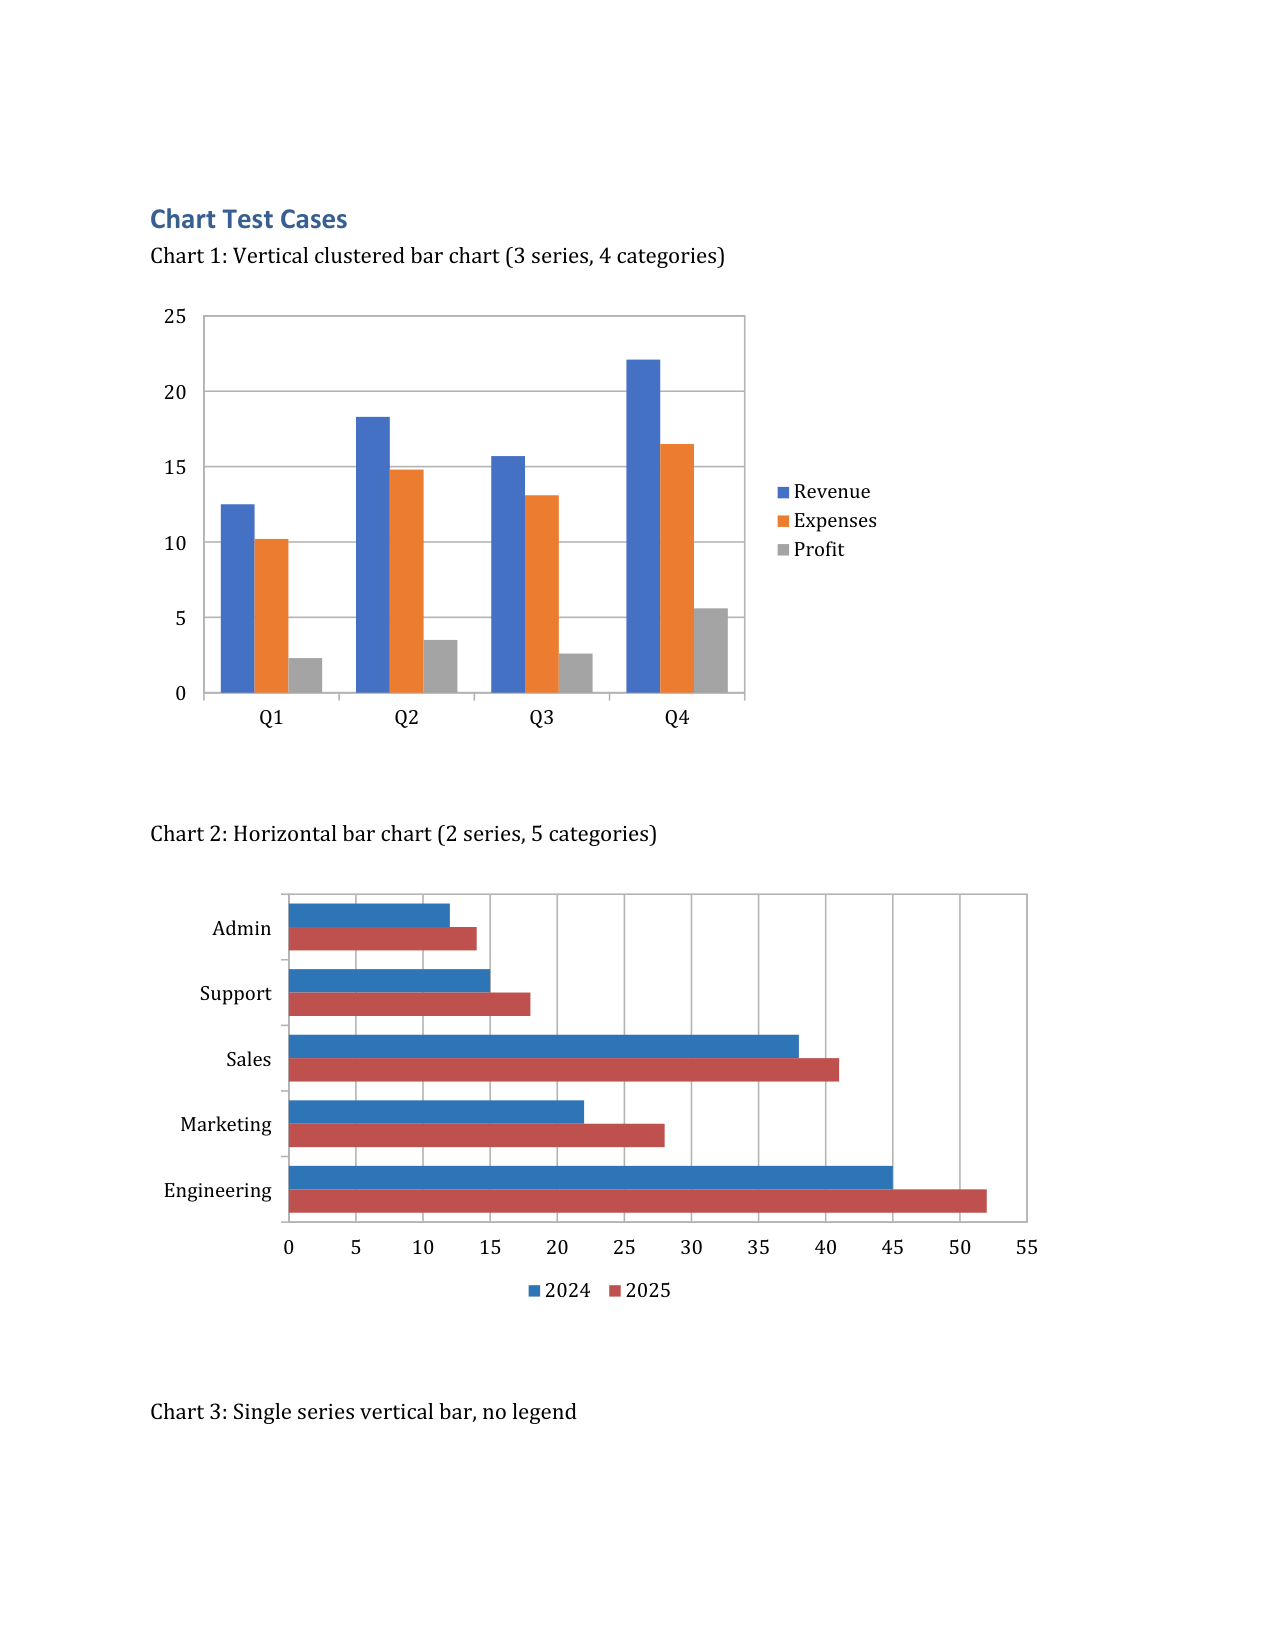 Chart Test Cases
Chart 1: Vertical clustered bar chart (3 series, 4 categories)
25
20
15
10
5
0
Q1 Q2 Q3 Q4
Revenue
Expenses
Profit
Chart 2: Horizontal bar chart (2 series, 5 categories)
Admin
Support
Sales
Marketing
Engineering
0 5 10 15 20 25 30 35 40 45 50 55
2024 2025
Chart 3: Single series vertical bar, no legend